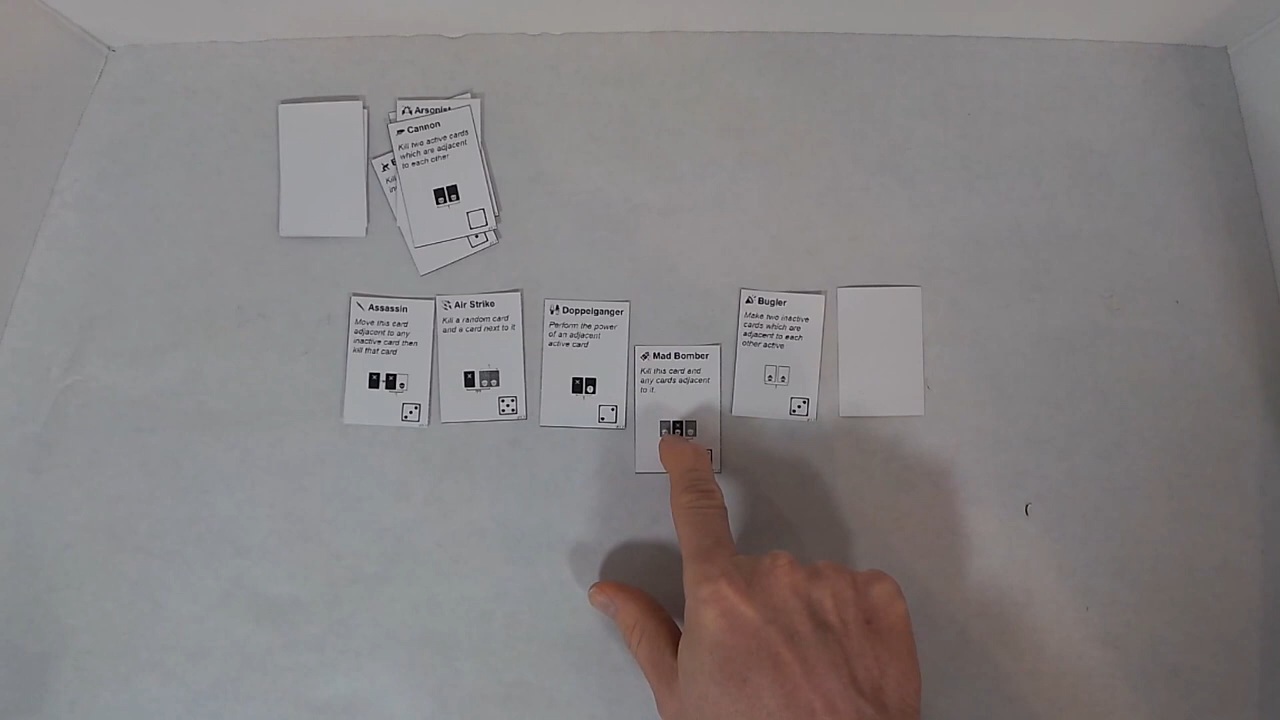 Arsonist
Cannon
Kill two active cards
which are adjacent
to each other
Assassin
Move this card
adjacent to any
inactive card then
kill that card
Air Strike
Kill a random card
and a card next to it
Doppelganger
Perform the power
of an adjacent
active card
Mad Bomber
Kill this card and
any cards adjacent
to it.
Bugler
Make two inactive
cards which are
adjacent to each
other active